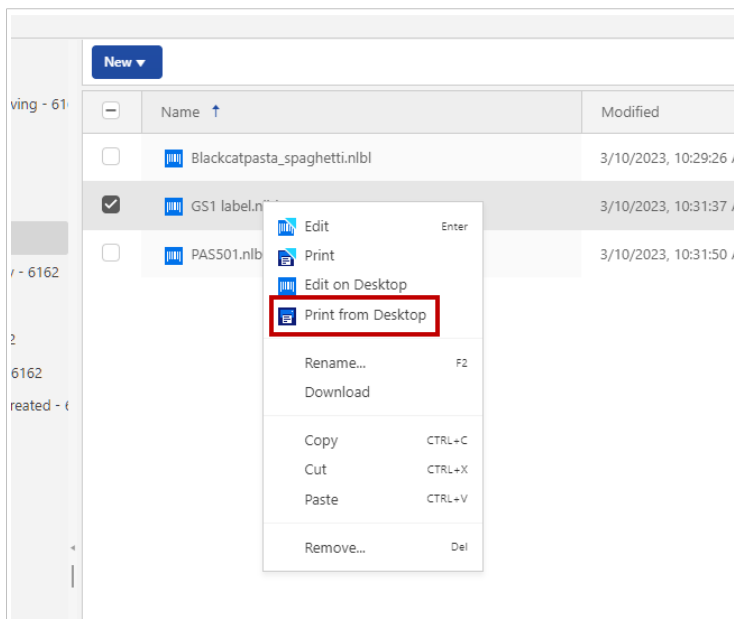 New
ving - 61
Name Modified
Blackcatpasta_spaghetti.nlbl 3/10/2023, 10:29:26
GS1 label.n 3/10/2023, 10:31:37
PAS501.nlb 3/10/2023, 10:31:50
Edit Enter
Print
Edit on Desktop
Print from Desktop
Rename... F2
Download
Copy CTRL+C
Cut CTRL+X
Paste CTRL+V
Remove... Del
/ - 6162
2
6162
reated - 6